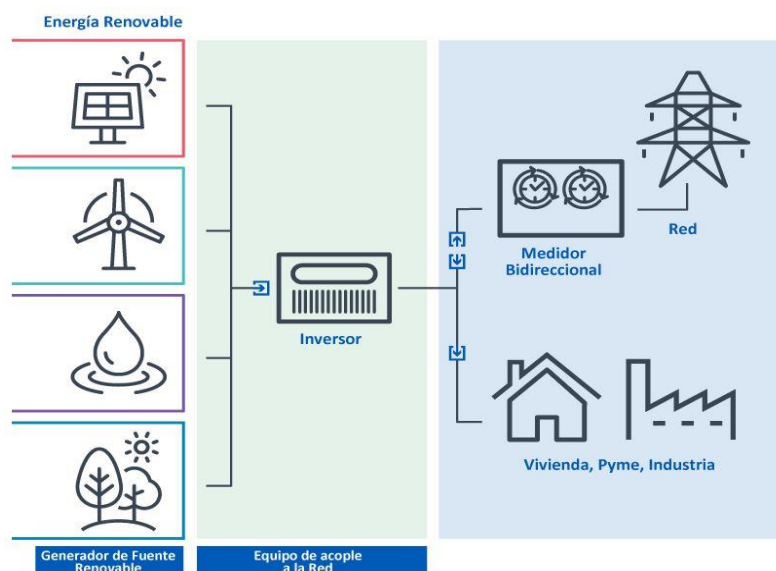 Energía Renovable
Inversor
Medidor
Bidireccional
Red
Vivienda, Pyme, Industria
Generador de Fuente
Renovable
Equipo de acople
a la Red